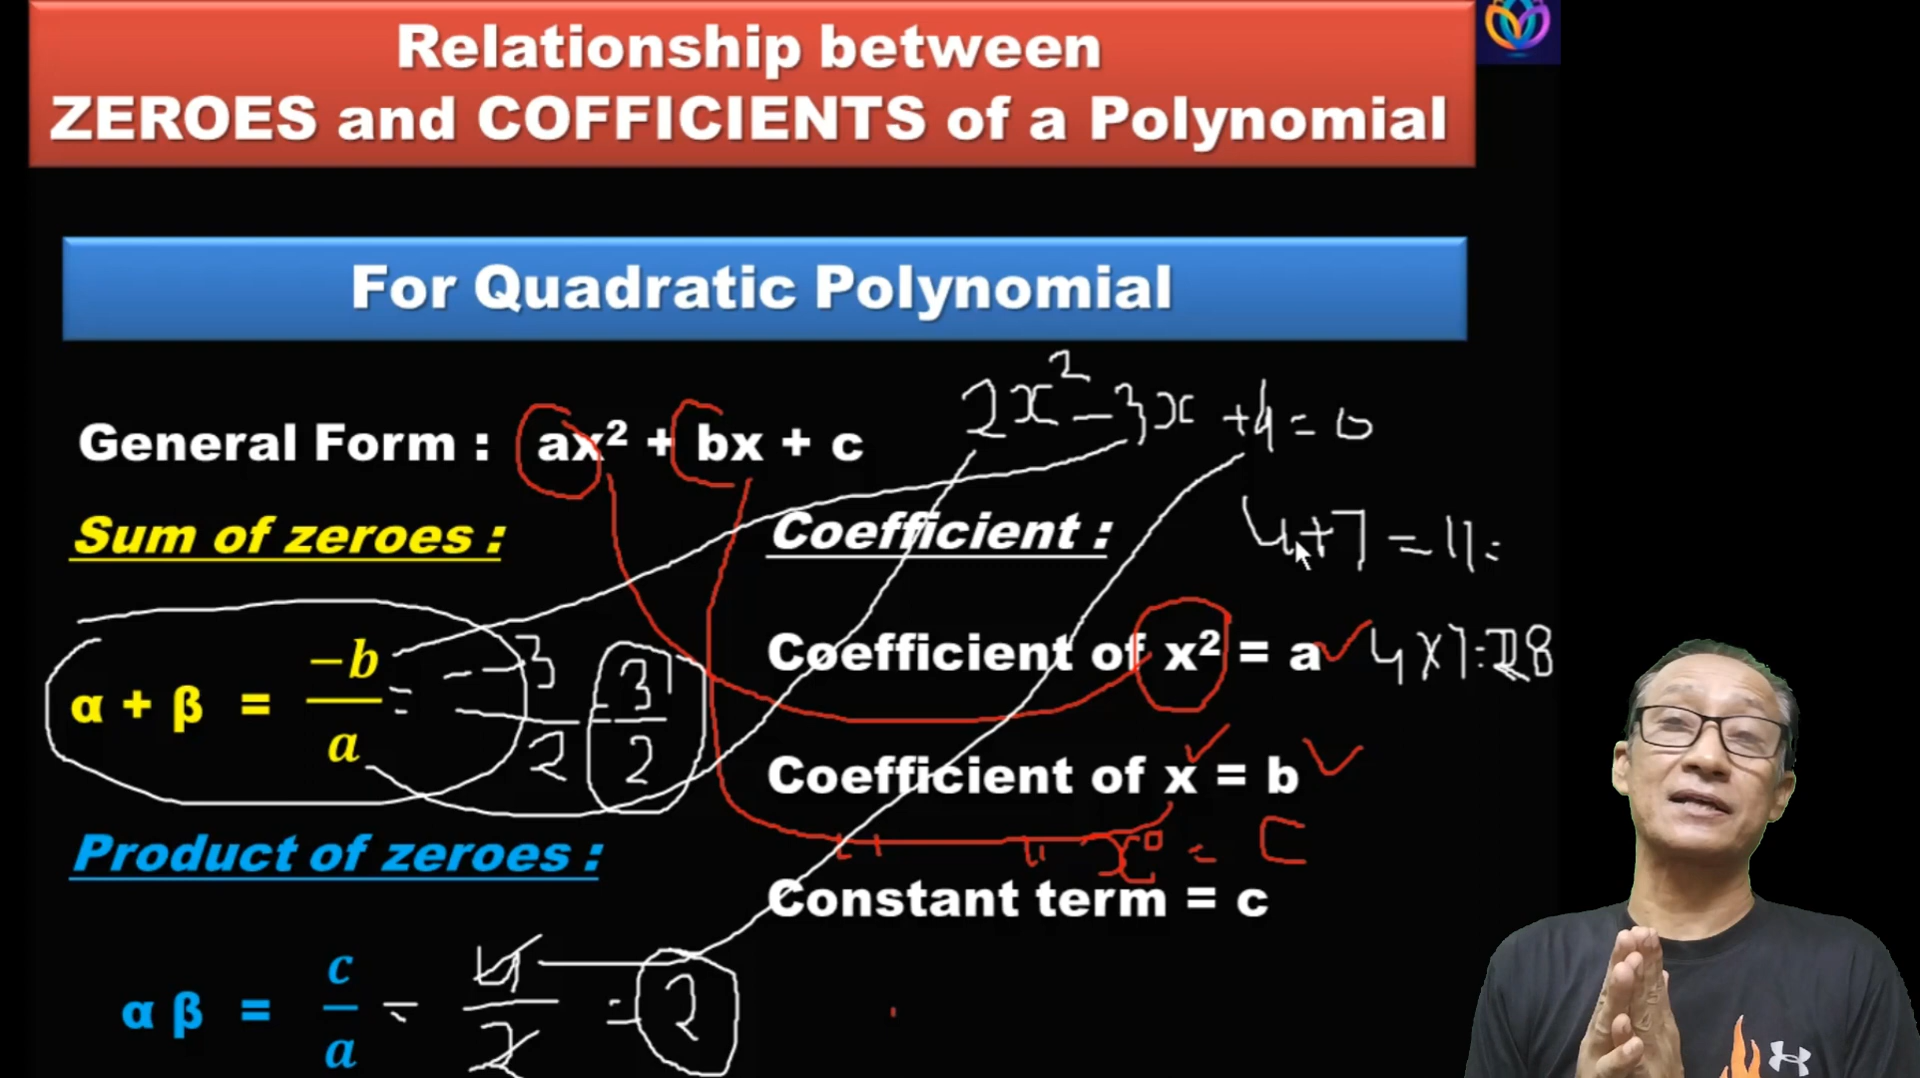 Relationship between
ZEROES and COFFICIENTS of a Polynomial
For Quadratic Polynomial
2x² - 3x + 4 = 0
General Form : ax² + bx + c
Sum of zeroes :
Coefficient :
4 + 7 = 11 =
α + β = -b/a = - -3/2
3/2
Coefficient of x² = a
4 x 7 = 28
Coefficient of x = b
" " x⁰ = C
Constant term = c
Product of zeroes :
α β = c/a = 4/2 = 2